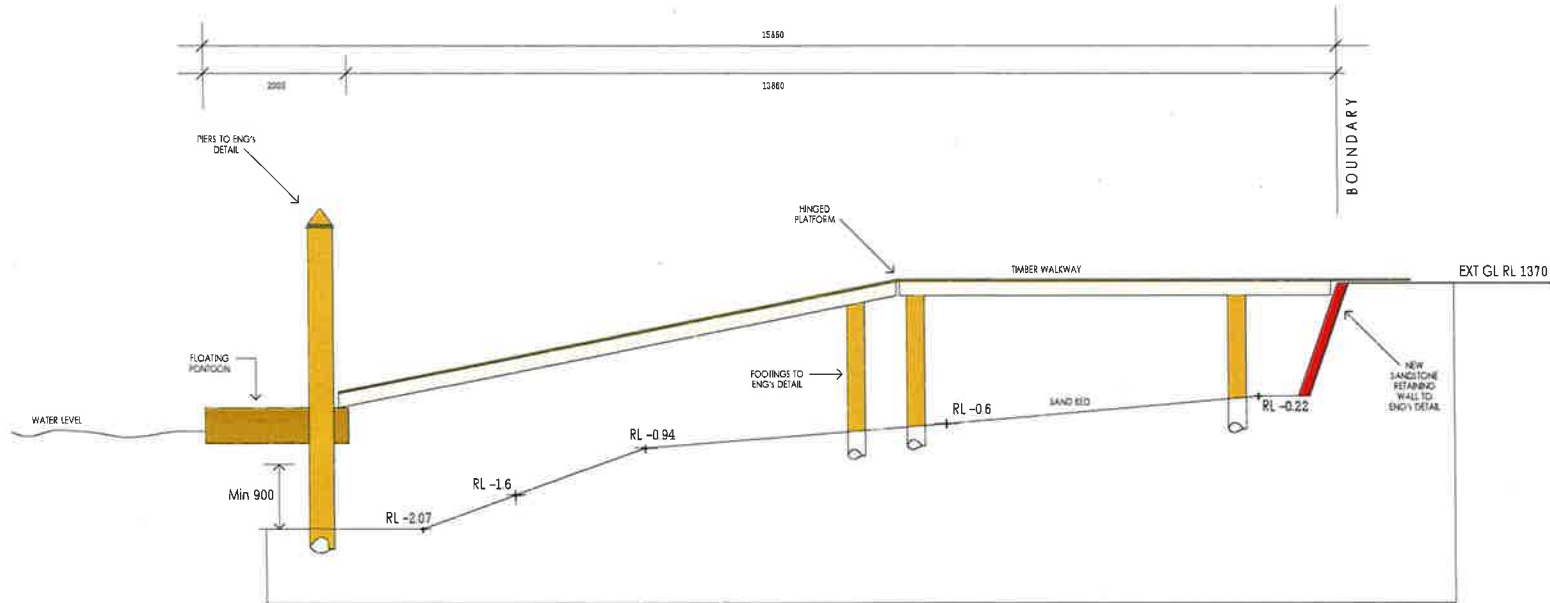 15860
2000
13860
BOUNDARY
PIERS TO ENG's
DETAIL
HINGED
PLATFORM
TIMBER WALKWAY
EXT GL RL 1370
FLOATING
PONTOON
FOOTINGS TO
ENG's DETAIL
NEW
SANDSTONE
RETAINING
WALL TO
ENG's DETAIL
WATER LEVEL
SAND BED
RL -0.22
RL -0.6
RL -0.94
RL -1.6
Min 900
RL -2.07